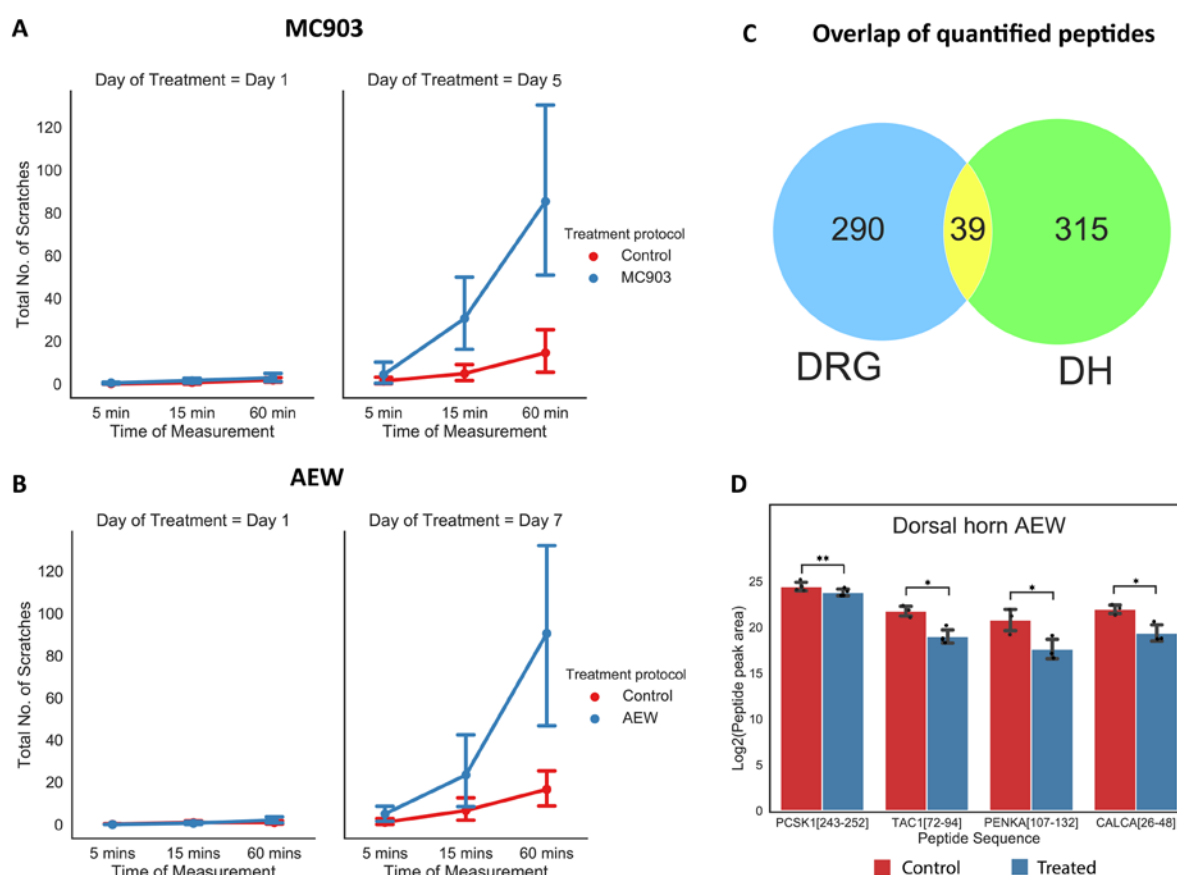 A
MC903
Day of Treatment = Day 1
Day of Treatment = Day 5
Total No. of Scratches
120
100
80
60
40
20
0
5 min 15 min 60 min
Time of Measurement
5 min 15 min 60 min
Time of Measurement
Treatment protocol
Control
MC903
B
AEW
Day of Treatment = Day 1
Day of Treatment = Day 7
Total No. of Scratches
120
100
80
60
40
20
0
5 mins 15 mins 60 mins
Time of Measurement
5 mins 15 mins 60 mins
Time of Measurement
Treatment protocol
Control
AEW
C
Overlap of quantified peptides
290 39 315
DRG
DH
D
Dorsal horn AEW
Log2(Peptide peak area)
25
20
15
10
5
0
** * * *
PCSK1[243-252] TAC1[72-94] PENKA[107-132] CALCA[26-48]
Peptide Sequence
Control Treated